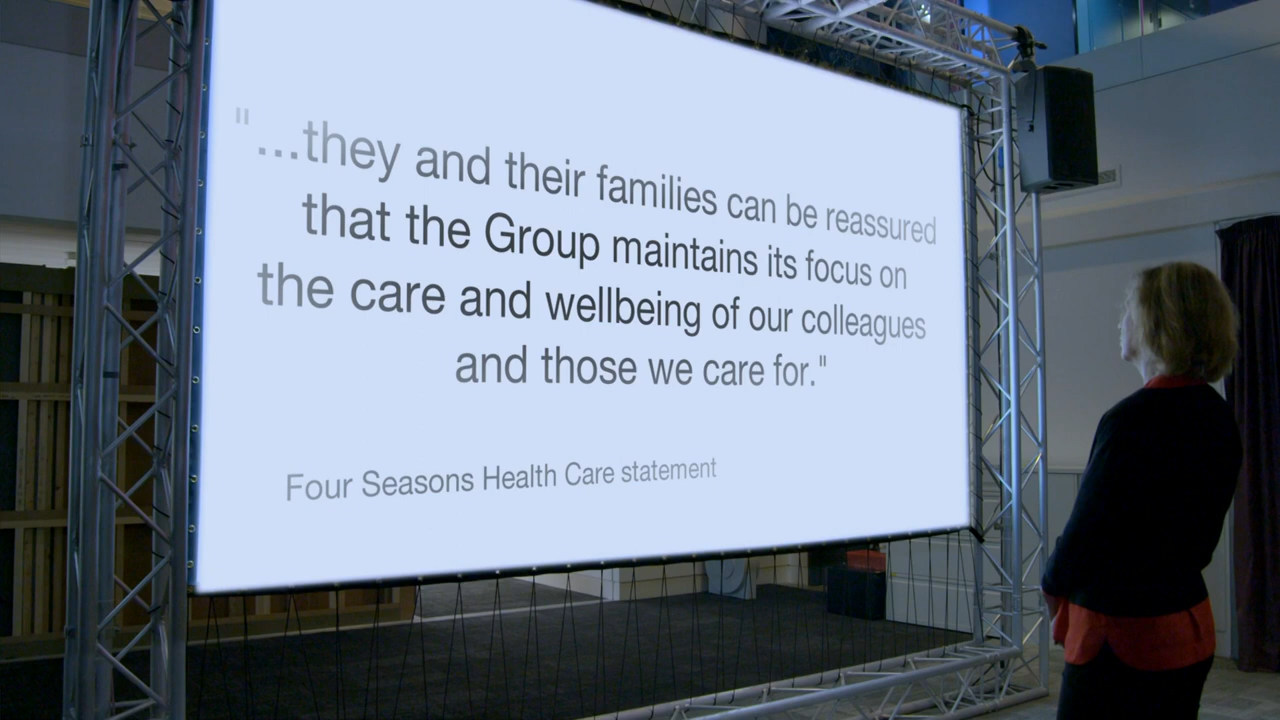 "...they and their families can be reassured
that the Group maintains its focus on
the care and wellbeing of our colleagues
and those we care for."
Four Seasons Health Care statement